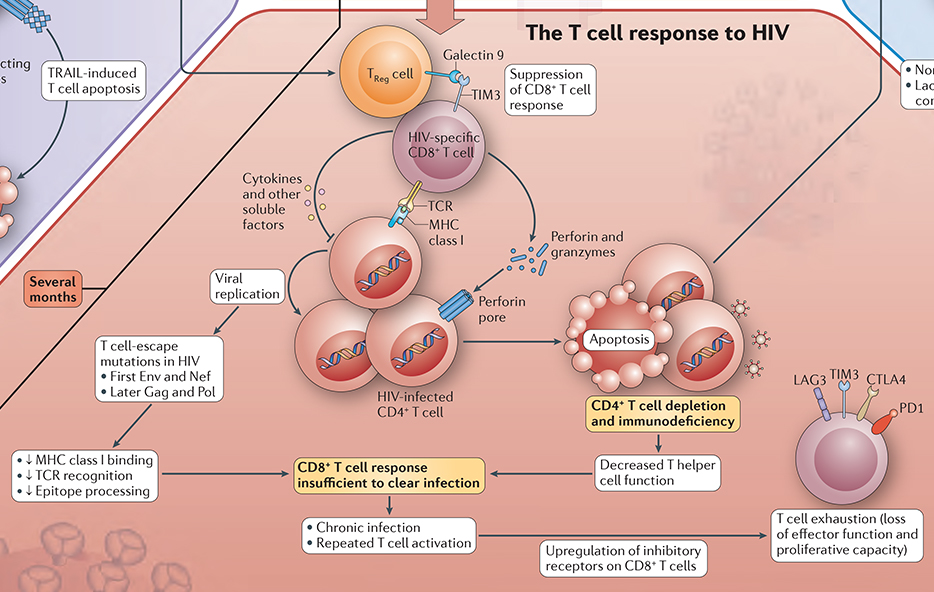 The T cell response to HIV
cting
s
TRAIL-induced
T cell apoptosis
T_Reg cell
Galectin 9
TIM3
Suppression
of CD8⁺ T cell
response
• Nor
• Lac
con
HIV-specific
CD8⁺ T cell
Cytokines
and other
soluble
factors
TCR
MHC
class I
Perforin and
granzymes
Several
months
Viral
replication
Perforin
pore
T cell-escape
mutations in HIV
• First Env and Nef
• Later Gag and Pol
HIV-infected
CD4⁺ T cell
Apoptosis
CD4⁺ T cell depletion
and immunodeficiency
LAG3
TIM3
CTLA4
PD1
• ↓ MHC class I binding
• ↓ TCR recognition
• ↓ Epitope processing
CD8⁺ T cell response
insufficient to clear infection
Decreased T helper
cell function
• Chronic infection
• Repeated T cell activation
Upregulation of inhibitory
receptors on CD8⁺ T cells
T cell exhaustion (loss
of effector function and
proliferative capacity)